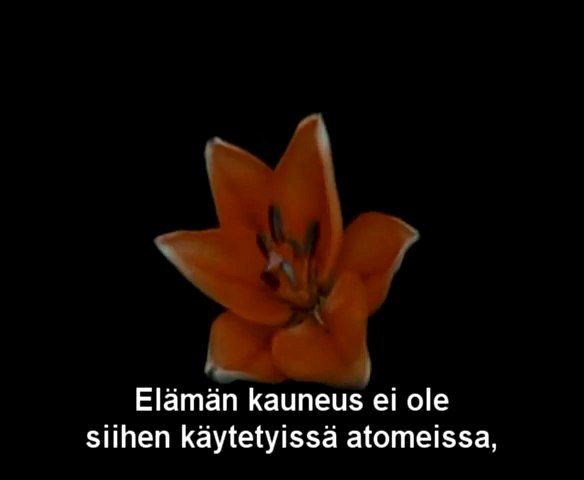 Elämän kauneus ei ole
siihen käytetyissä atomeissa,